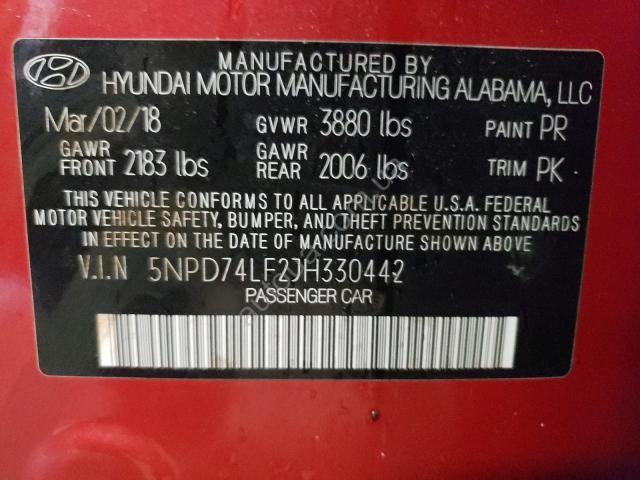 MANUFACTURED BY
HYUNDAI MOTOR MANUFACTURING ALABAMA, LLC
Mar/02/18 GVWR 3880 lbs PAINT PR
GAWR FRONT 2183 lbs GAWR REAR 2006 lbs TRIM PK
THIS VEHICLE CONFORMS TO ALL APPLICABLE U.S.A. FEDERAL
MOTOR VEHICLE SAFETY, BUMPER, AND THEFT PREVENTION STANDARDS
IN EFFECT ON THE DATE OF MANUFACTURE SHOWN ABOVE.
V.I.N 5NPD74LF2JH330442
PASSENGER CAR